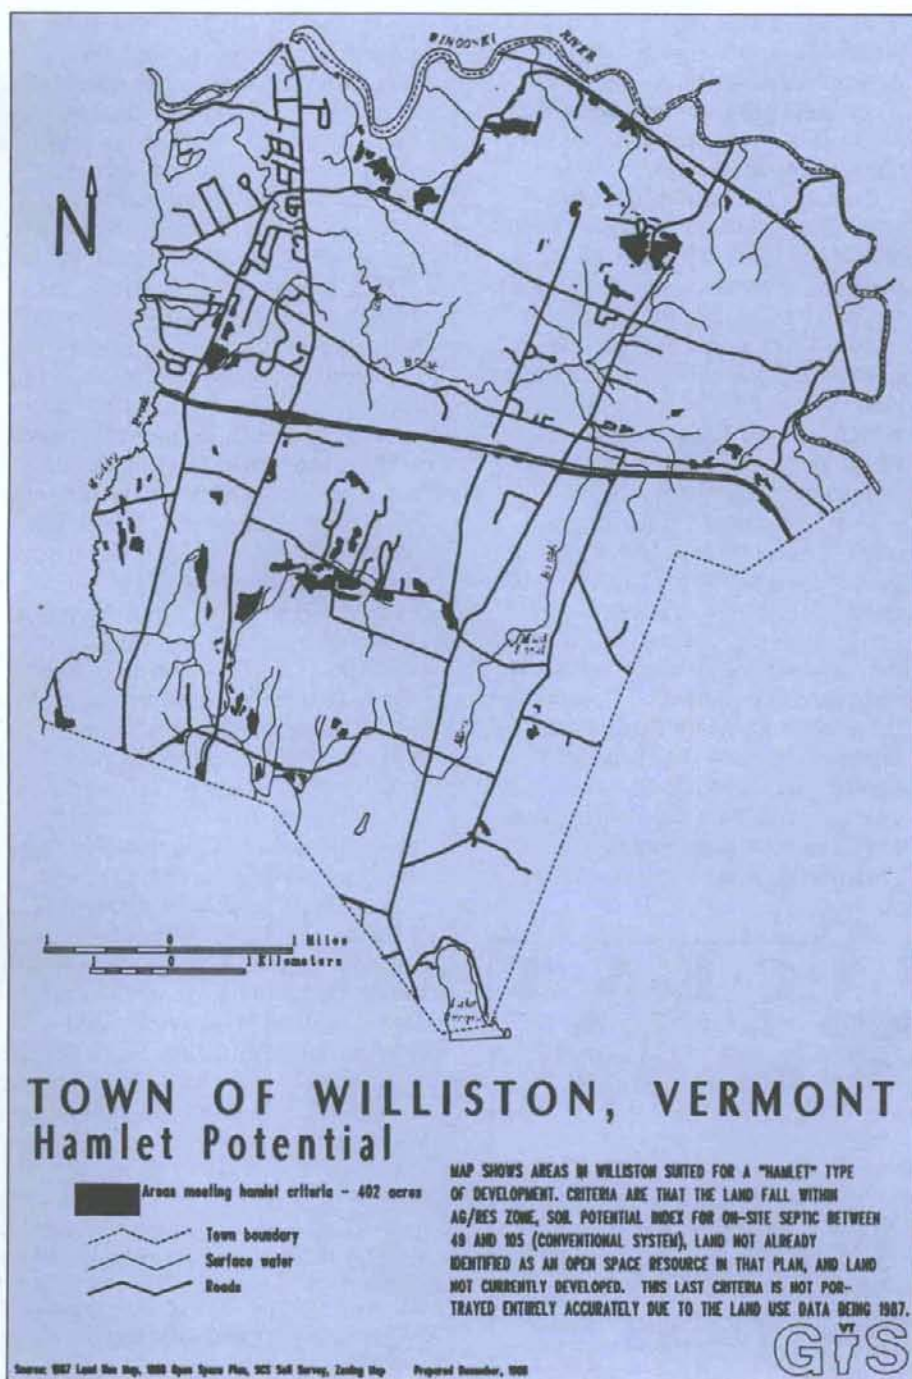 RIVER
N
1 0 1 Miles
1 0 1 Kilometers
TOWN OF WILLISTON, VERMONT
Hamlet Potential
Areas meeting hamlet criteria - 402 acres
Town boundary
Surface water
Roads
MAP SHOWS AREAS IN WILLISTON SUITED FOR A "HAMLET" TYPE
OF DEVELOPMENT. CRITERIA ARE THAT THE LAND FALL WITHIN
AG/RES ZONE, SOIL POTENTIAL INDEX FOR ON-SITE SEPTIC BETWEEN
49 AND 105 (CONVENTIONAL SYSTEM), LAND NOT ALREADY
IDENTIFIED AS AN OPEN SPACE RESOURCE IN THAT PLAN, AND LAND
NOT CURRENTLY DEVELOPED. THIS LAST CRITERIA IS NOT POR-
TRAYED ENTIRELY ACCURATELY DUE TO THE LAND USE DATA BEING 1987.
VT
GIS
Source: 1987 Land Use Map, 1988 Open Space Plan, SCS Soil Survey, Zoning Map Prepared December,